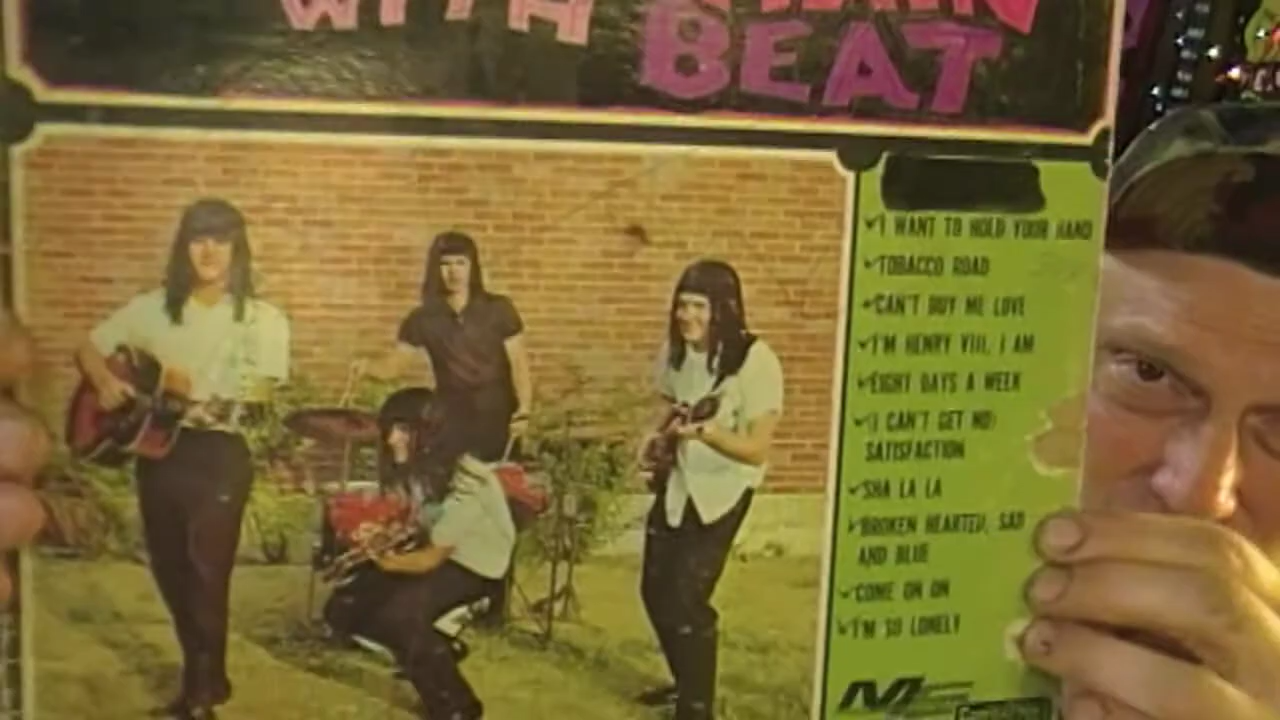 WITH
BEAT
I WANT TO HOLD YOUR HAND
TOBACCO ROAD
CAN'T BUY ME LOVE
I'M HENRY VIII, I AM
EIGHT DAYS A WEEK
(I CAN'T GET NO)
SATISFACTION
SHA LA LA
BROKEN HEARTED, SAD
AND BLUE
COME ON ON
I'M SO LONELY